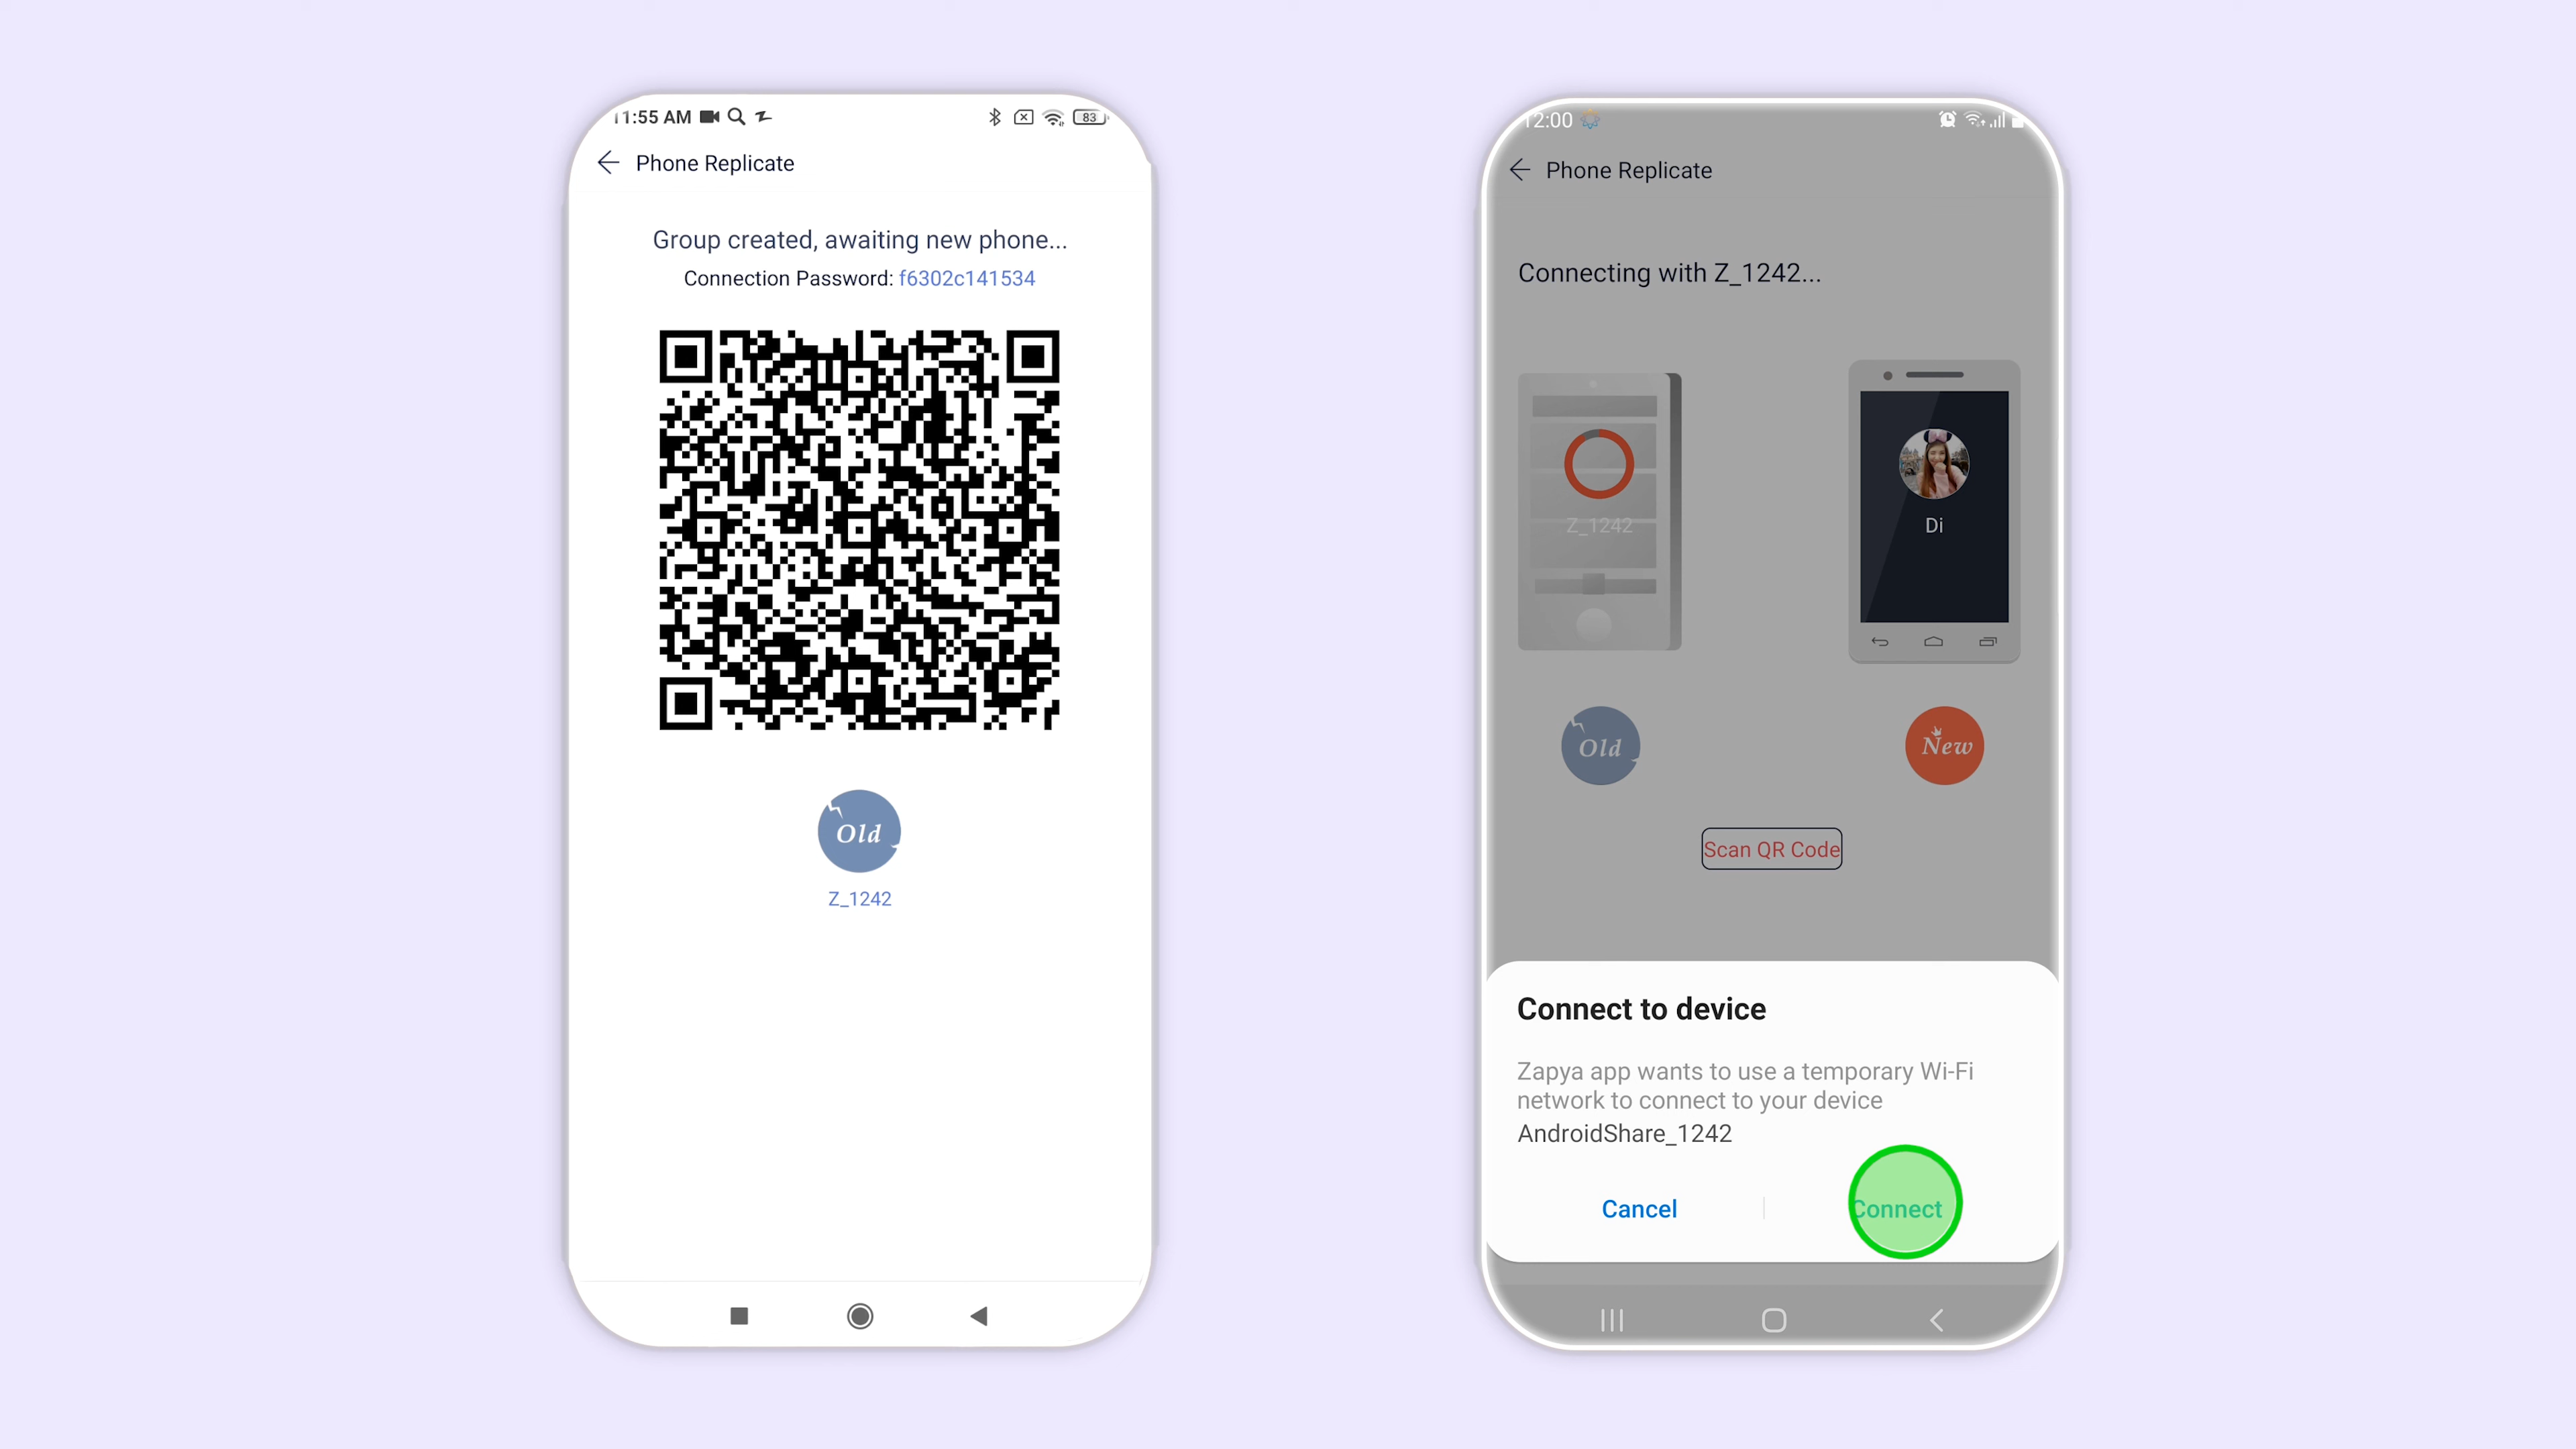 11:55 AM
83
Phone Replicate
Group created, awaiting new phone...
Connection Password: f6302c141534
Old
Z_1242
12:00
Phone Replicate
Connecting with Z_1242...
Z_1242
Di
Old
New
Scan QR Code
Connect to device
Zapya app wants to use a temporary Wi-Fi
network to connect to your device
AndroidShare_1242
Cancel
Connect